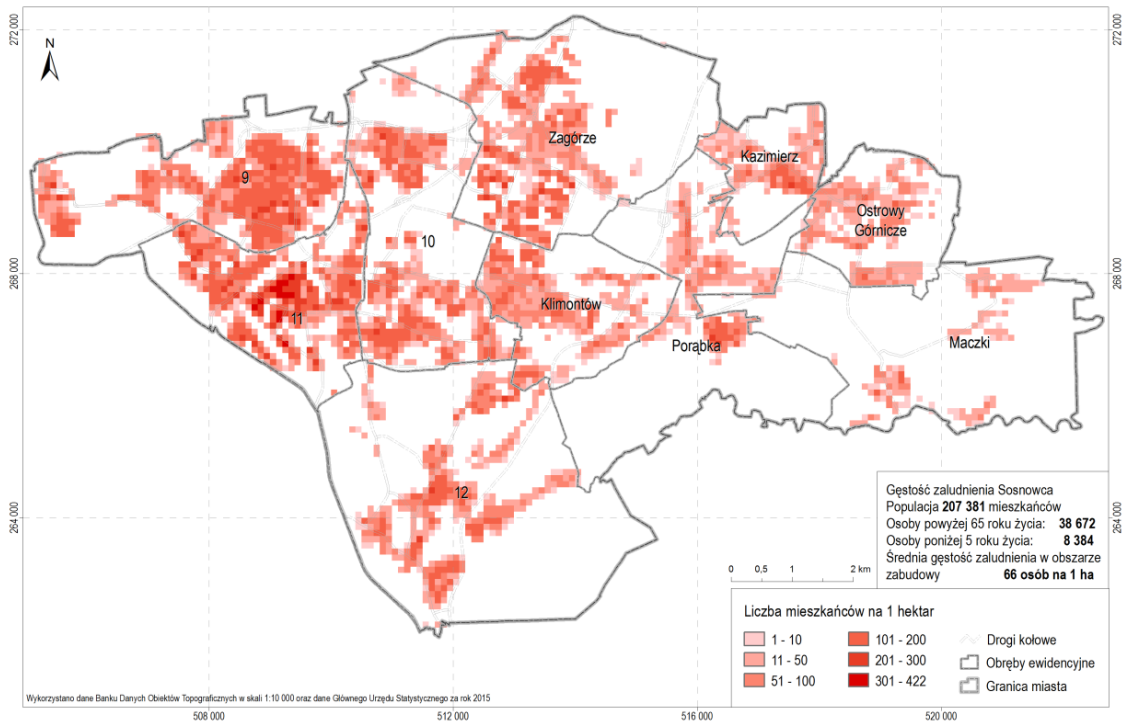 272 000
272 000
N
Zagórze
Kazimierz
9
Ostrowy
Górnicze
10
268 000
268 000
Klimontów
11
Porąbka
Maczki
12
Gęstość zaludnienia Sosnowca
Populacja 207 381 mieszkańców
Osoby powyżej 65 roku życia: 38 672
Osoby poniżej 5 roku życia: 8 384
Średnia gęstość zaludnienia w obszarze
zabudowy 66 osób na 1 ha
264 000
264 000
0 0,5 1 2 km
Liczba mieszkańców na 1 hektar
1 - 10 101 - 200 Drogi kołowe
11 - 50 201 - 300 Obręby ewidencyjne
51 - 100 301 - 422 Granica miasta
Wykorzystano dane Banku Danych Obiektów Topograficznych w skali 1:10 000 oraz dane Głównego Urzędu Statystycznego za rok 2015
508 000 512 000 516 000 520 000